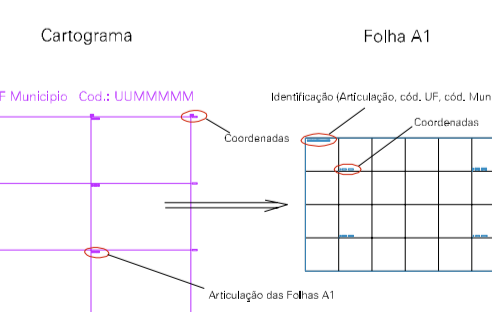 Cartograma
Folha A1
F Municipio Cod.: UUMMMMM
Identificação (Articulação, cód. UF, cód. Mun
Coordenadas
Coordenadas
Articulação das Folhas A1